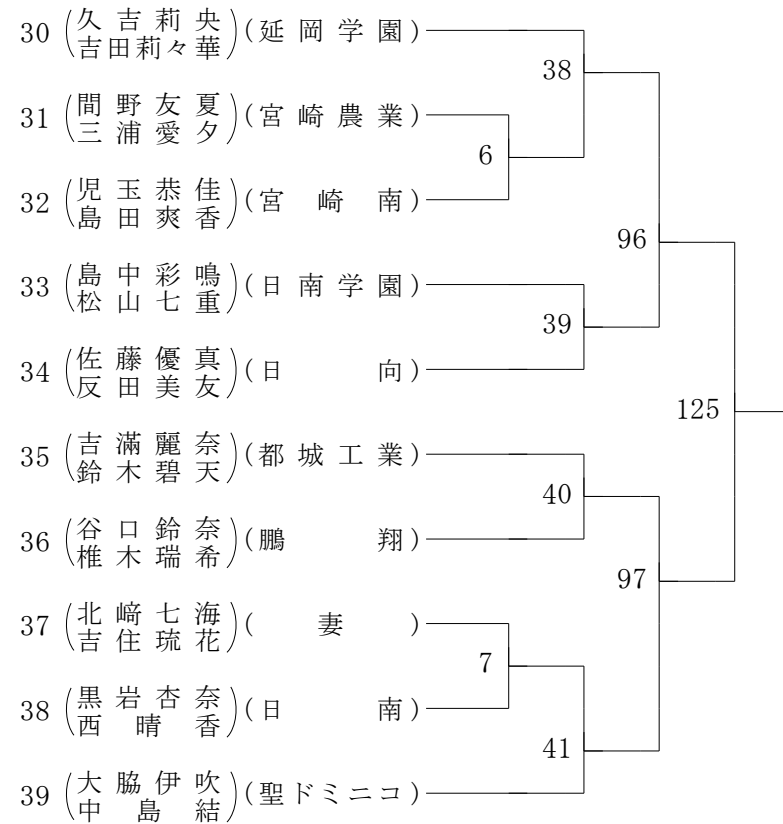 30 (久吉莉央 吉田莉々華) (延岡学園)
38
31 (間野友夏 三浦愛夕) (宮崎農業)
6
32 (児玉恭佳 島田爽香) (宮崎南)
96
33 (島中彩鳴 松山七重) (日南学園)
39
34 (佐藤優真 反田美友) (日向)
125
35 (吉滿麗奈 鈴木碧天) (都城工業)
40
36 (谷口鈴奈 椎木瑞希) (鵬翔)
97
37 (北﨑七海 吉住琉花) (妻)
7
38 (黒岩杏奈 西晴香) (日南)
41
39 (大脇伊吹 中島結) (聖ドミニコ)